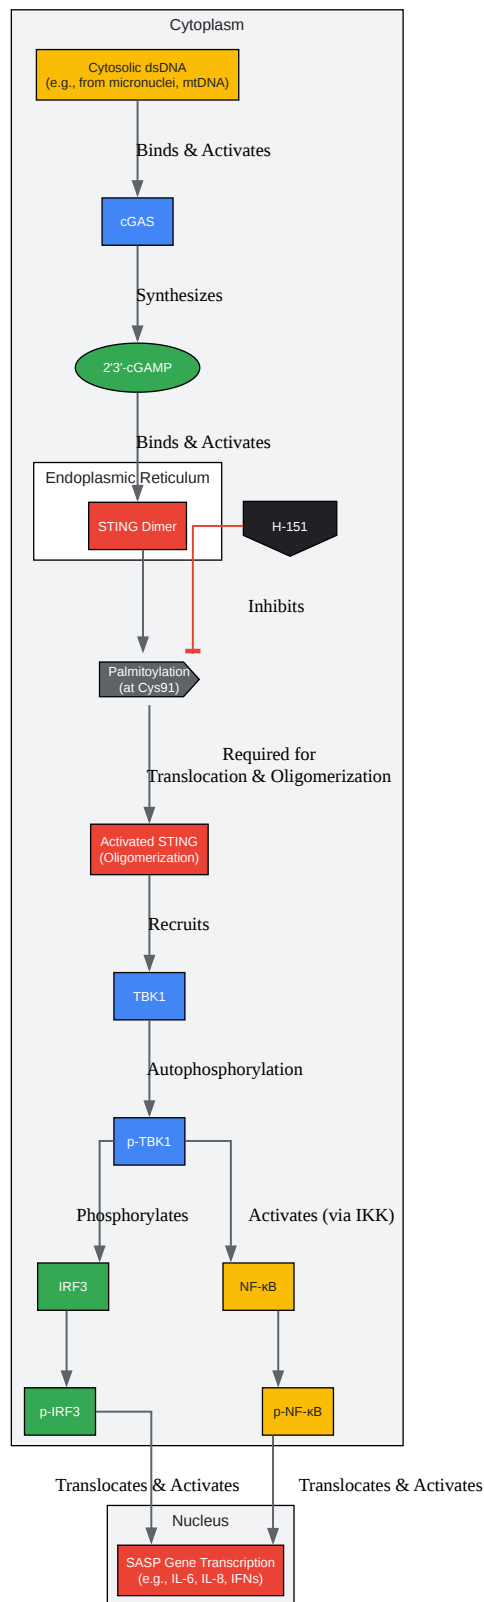 Cytoplasm
Cytosolic dsDNA
(e.g., from micronuclei, mtDNA)
Binds & Activates
cGAS
Synthesizes
2'3'-cGAMP
Binds & Activates
Endoplasmic Reticulum
STING Dimer
H-151
Inhibits
Palmitoylation
(at Cys91)
Required for
Translocation & Oligomerization
Activated STING
(Oligomerization)
Recruits
TBK1
Autophosphorylation
p-TBK1
Phosphorylates
Activates (via IKK)
IRF3
NF-κB
p-IRF3
p-NF-κB
Translocates & Activates
Translocates & Activates
Nucleus
SASP Gene Transcription
(e.g., IL-6, IL-8, IFNs)